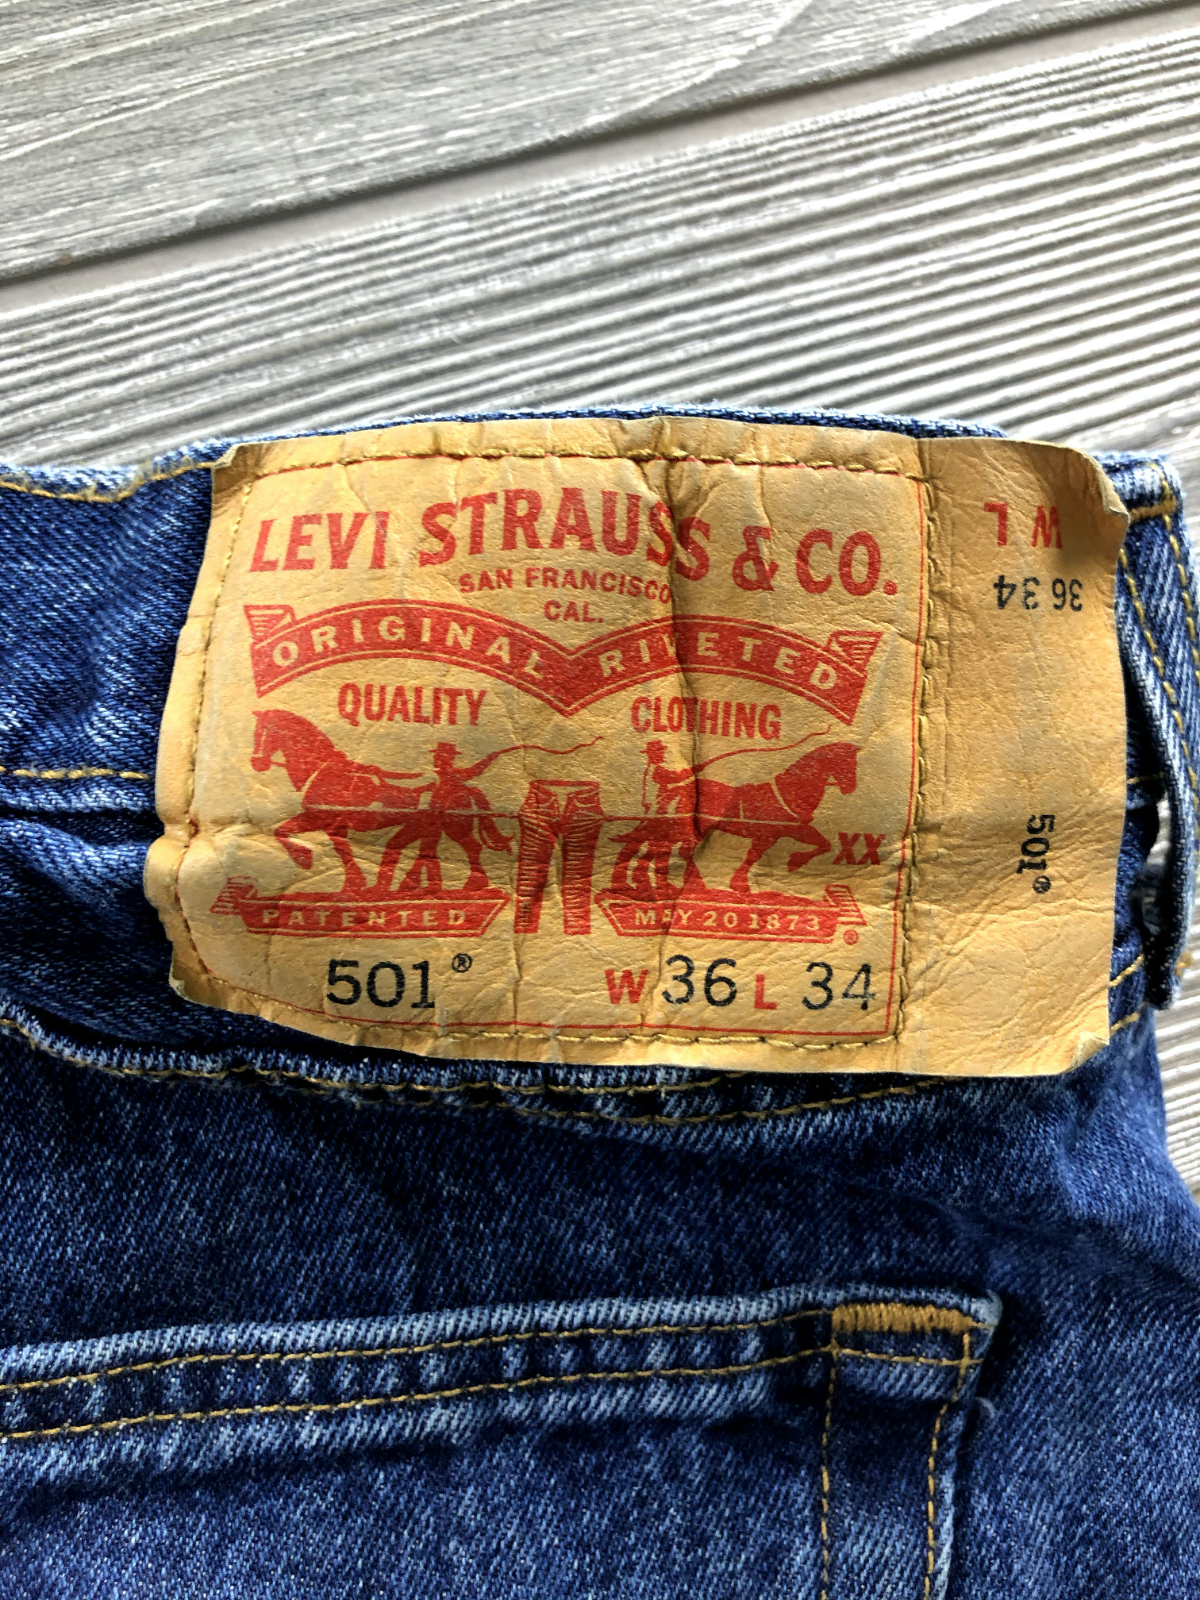 LEVI STRAUSS & CO.
SAN FRANCISCO
CAL.
ORIGINAL RIVETED
QUALITY CLOTHING
XX
PATENTED MAY 20 1873 ®
501® W 36 L 34
W L
36 34
501®